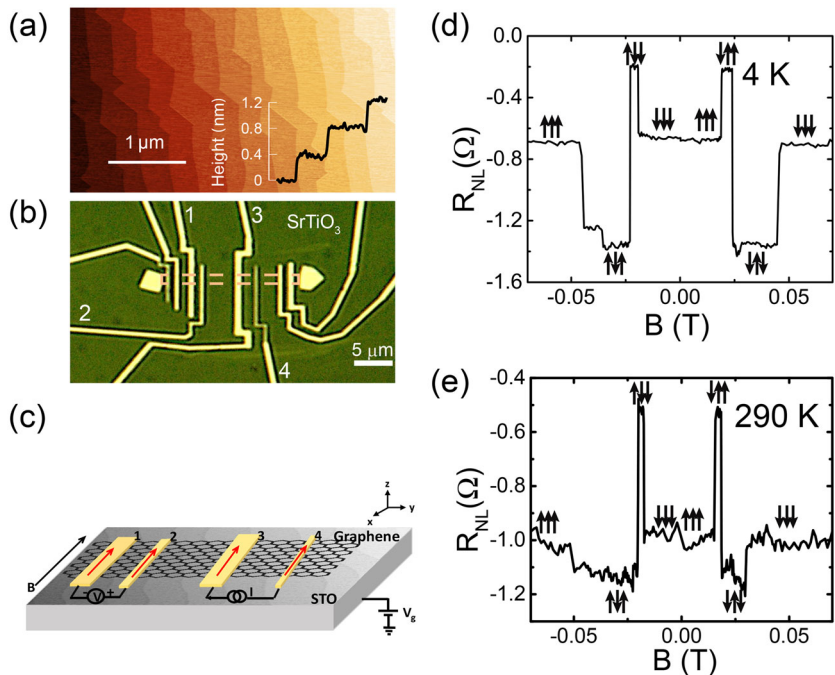 (a)
Height (nm)
1.2
0.8
0.4
0
1 µm
(b)
1
3
SrTiO3
2
4
5 µm
(c)
z
y
x
1
2
3
4
Graphene
B
- V +
I
STO
Vg
(d)
4 K
↑↓↓
↓↑↑
↑↑↑
↓↓↓
↑↑↑
↓↓↓
↑↓↑
↓↑↓
RNL(Ω)
-0.0
-0.4
-0.8
-1.2
-1.6
-0.05
0.00
0.05
B (T)
(e)
290 K
↑↓↓
↓↑↑
↑↑↑
↓↓↓
↑↑↑
↓↓↓
↑↓↑
↓↑↓
RNL(Ω)
-0.4
-0.6
-0.8
-1.0
-1.2
-0.05
0.00
0.05
B (T)